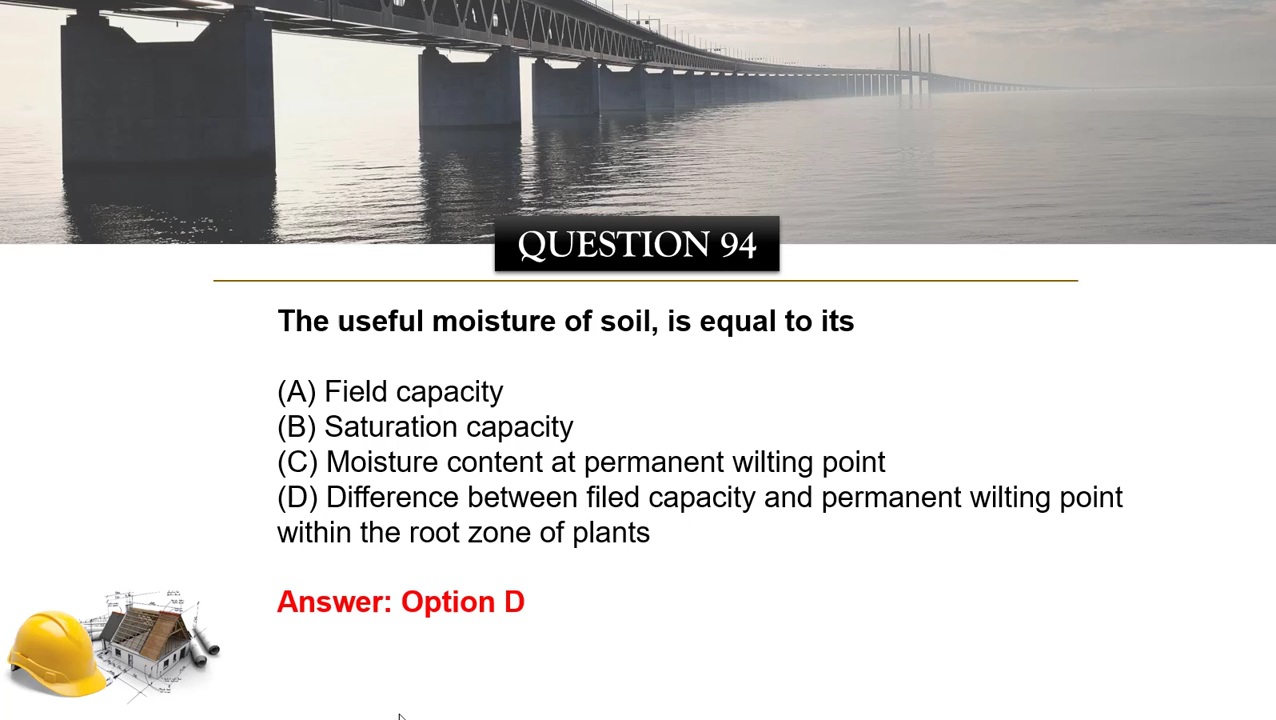 QUESTION 94
The useful moisture of soil, is equal to its
(A) Field capacity
(B) Saturation capacity
(C) Moisture content at permanent wilting point
(D) Difference between filed capacity and permanent wilting point
within the root zone of plants
Answer: Option D